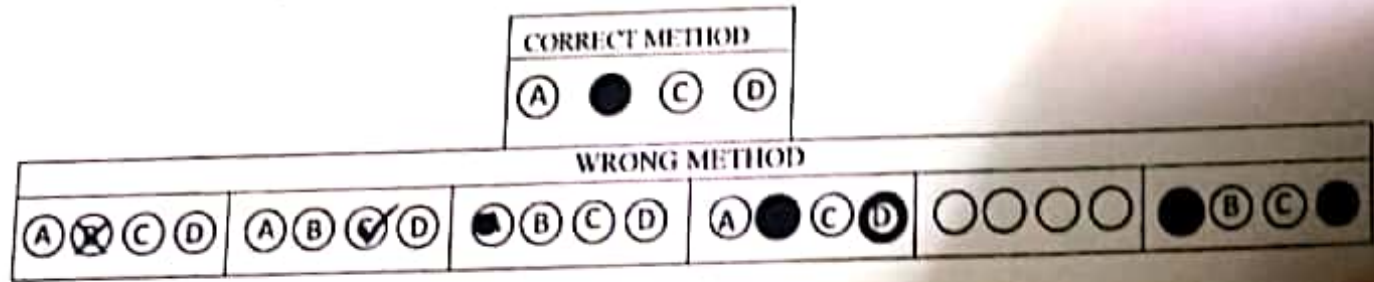 CORRECT METHOD
A C D
WRONG METHOD
A B C D A B C D A B C D A C D B C